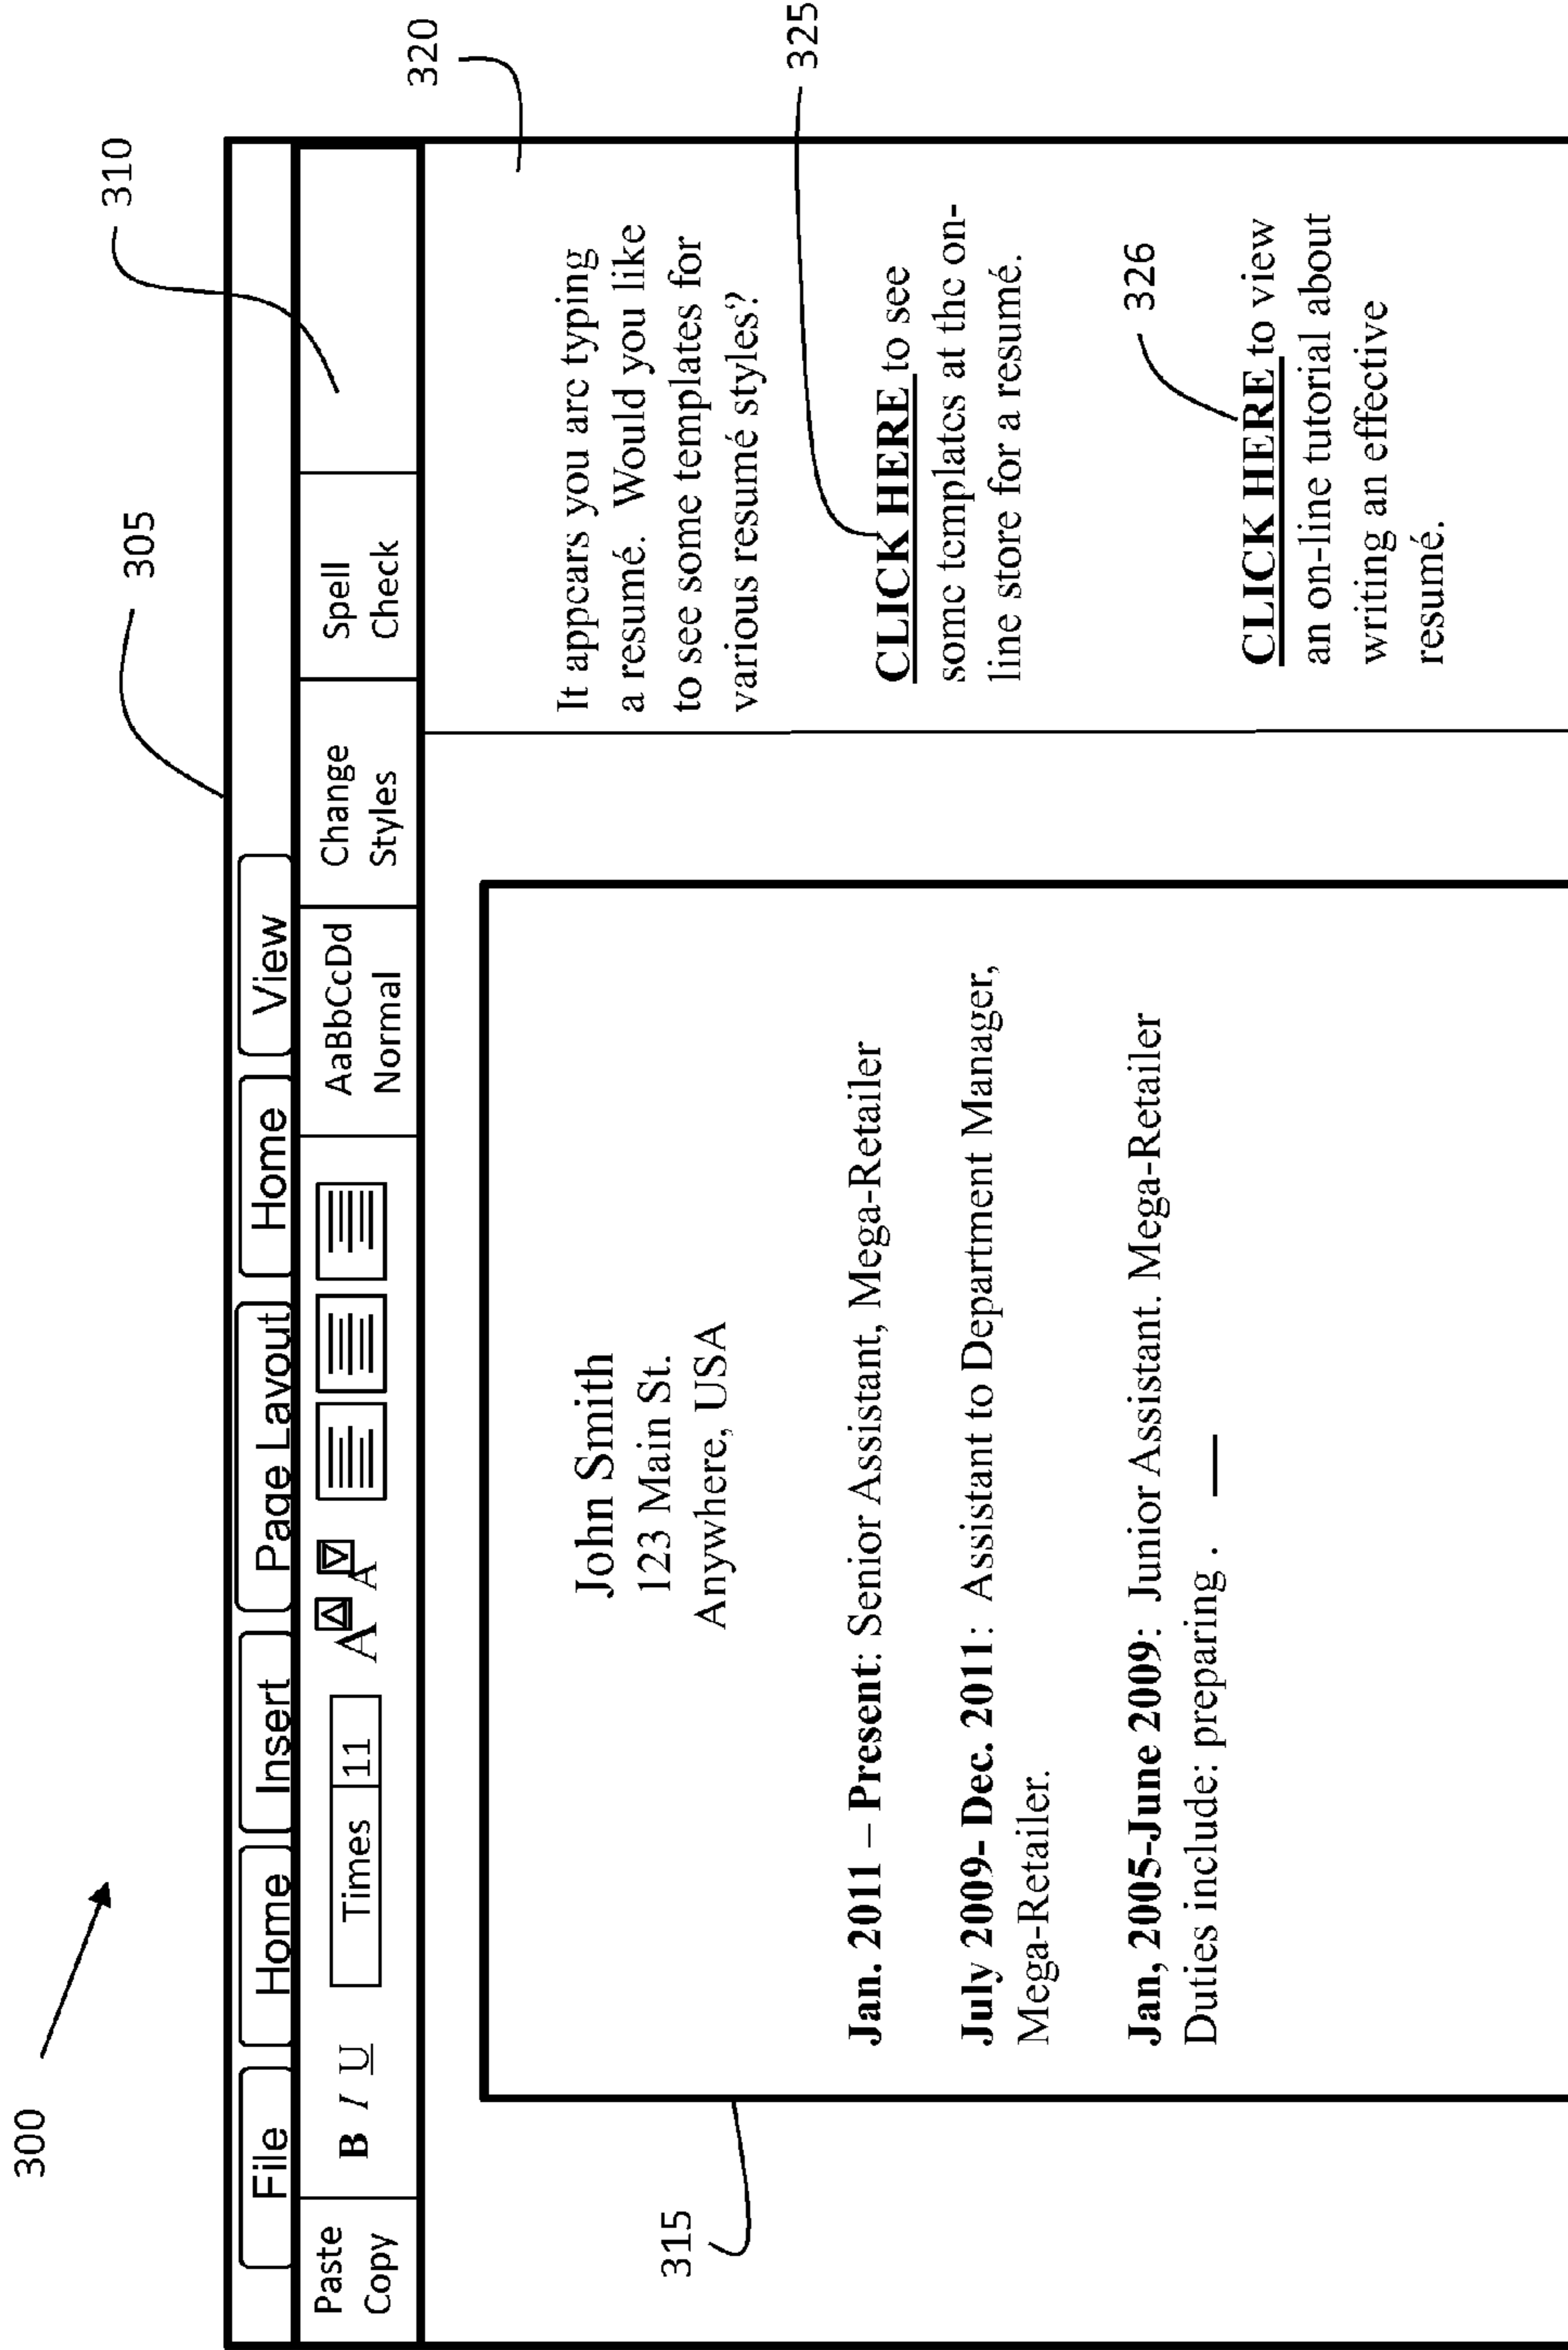 300
305
310
File
Home
Insert
Page Layout
Home
View
Paste
Copy
B I U
Times 11
A A
AaBbCcDd
Normal
Change
Styles
Spell
Check
315
John Smith
123 Main St.
Anywhere, USA
Jan. 2011 – Present: Senior Assistant, Mega-Retailer
July 2009- Dec. 2011: Assistant to Department Manager,
Mega-Retailer.
Jan, 2005-June 2009: Junior Assistant. Mega-Retailer
Duties include: preparing .
320
It appears you are typing
a resumé. Would you like
to see some templates for
various resumé styles?
325
CLICK HERE to see
some templates at the on-
line store for a resumé.
326
CLICK HERE to view
an on-line tutorial about
writing an effective
resumé.